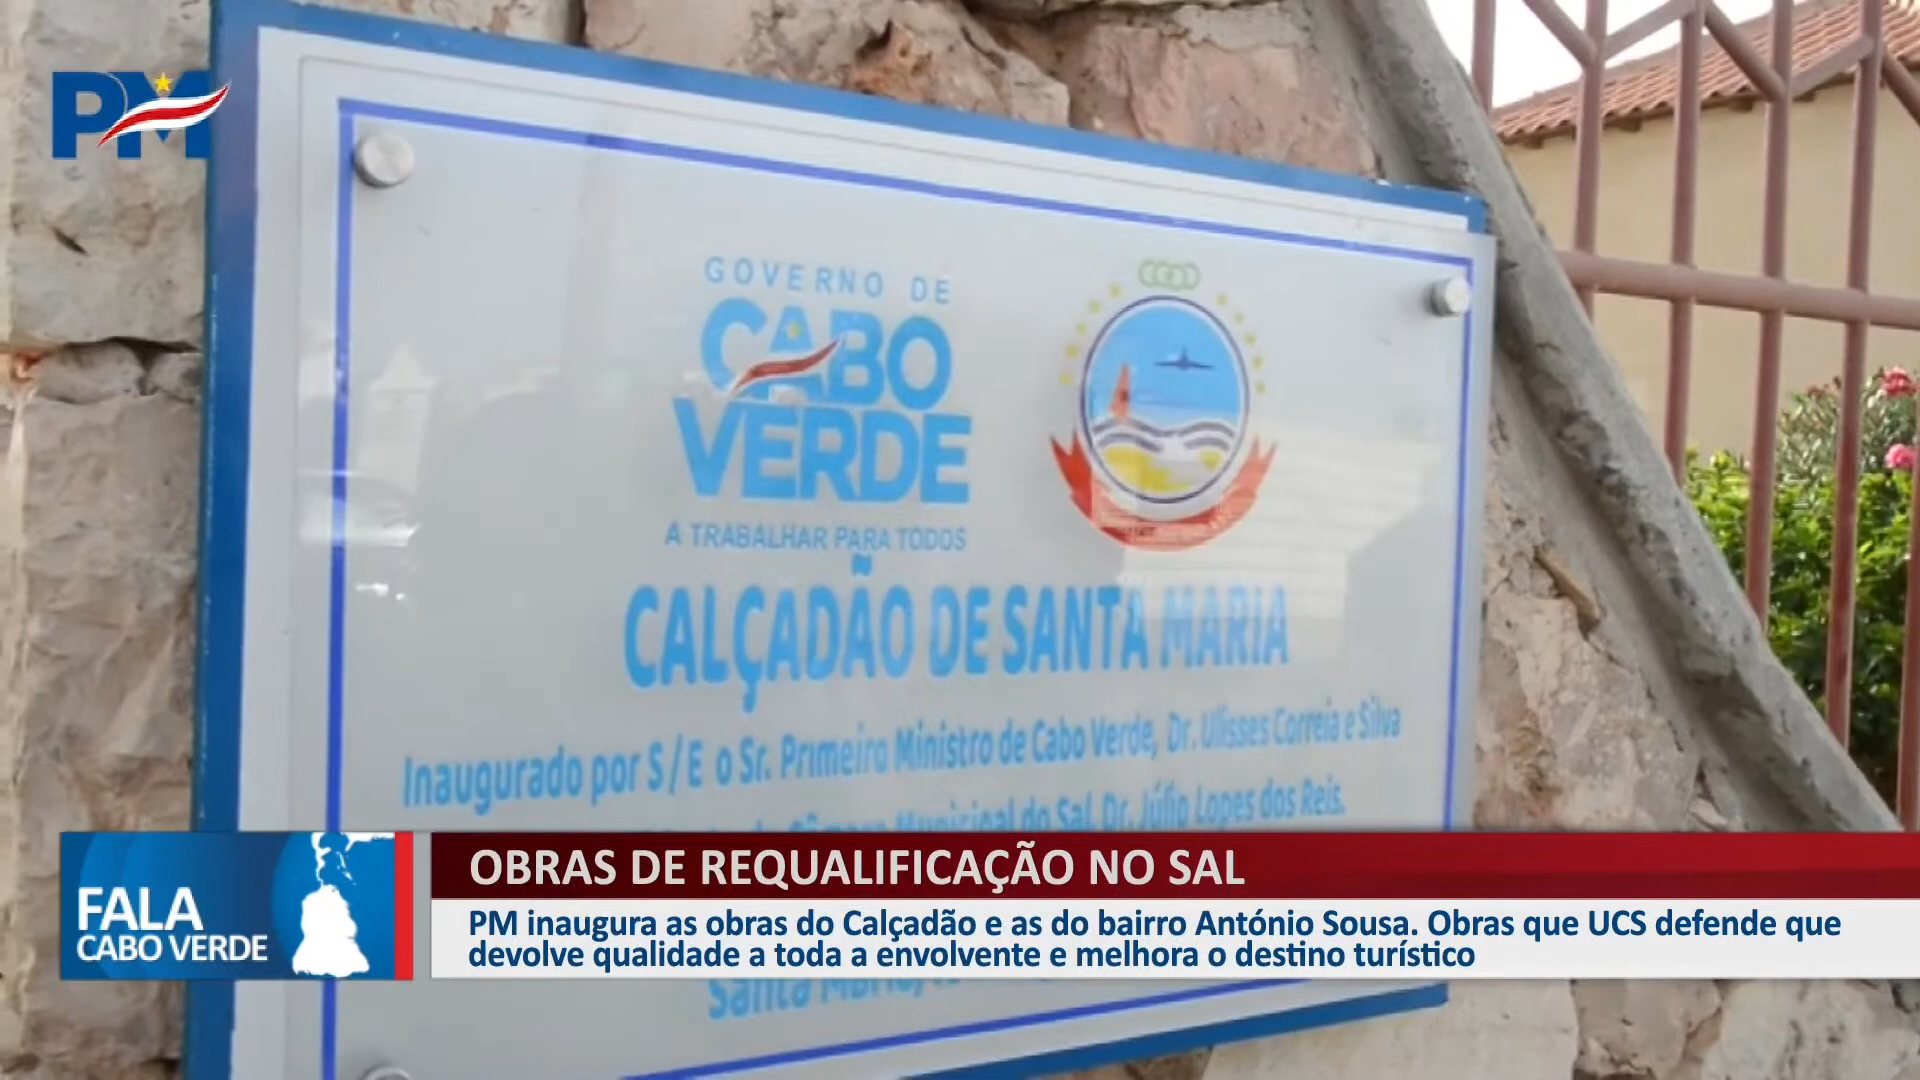 PM
GOVERNO DE
CABO
VERDE
A TRABALHAR PARA TODOS
CALÇADÃO DE SANTA MARIA
Inaugurado por S/E o Sr. Primeiro Ministro de Cabo Verde, Dr. Ulisses Correia e Silva
Câmara Municipal do Sal, Dr. Júlio Lopes dos Reis.
Santa Maria,
FALA
CABO VERDE
OBRAS DE REQUALIFICAÇÃO NO SAL
PM inaugura as obras do Calçadão e as do bairro António Sousa. Obras que UCS defende que
devolve qualidade a toda a envolvente e melhora o destino turístico